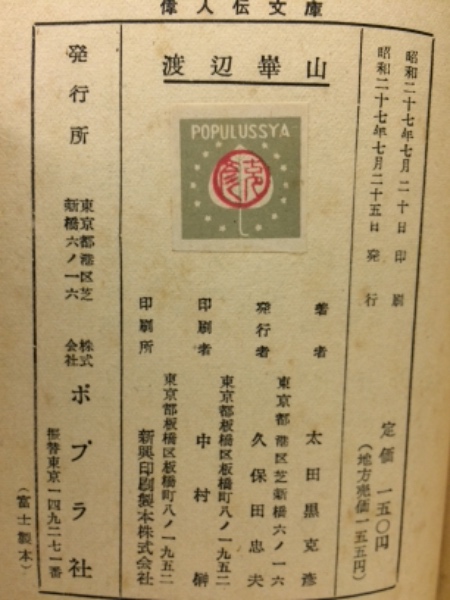 偉人伝文庫
渡辺崋山
POPULUSSYA
克彦
昭和二十七年七月二十日印刷
昭和二十七年七月二十五日発行
定価 一五〇円
(地方売価一五五円)
著者 太田黒克彦
東京都港区芝新橋六ノ一六
発行者 久保田忠夫
東京都板橋区板橋町八ノ一九五二
印刷者 中村榊
東京都板橋区板橋町八ノ一九五二
印刷所 新興印刷製本株式会社
発行所 東京都港区芝新橋六ノ一六
株式会社 ポプラ社
振替東京一四九二七一番
(富士製本)